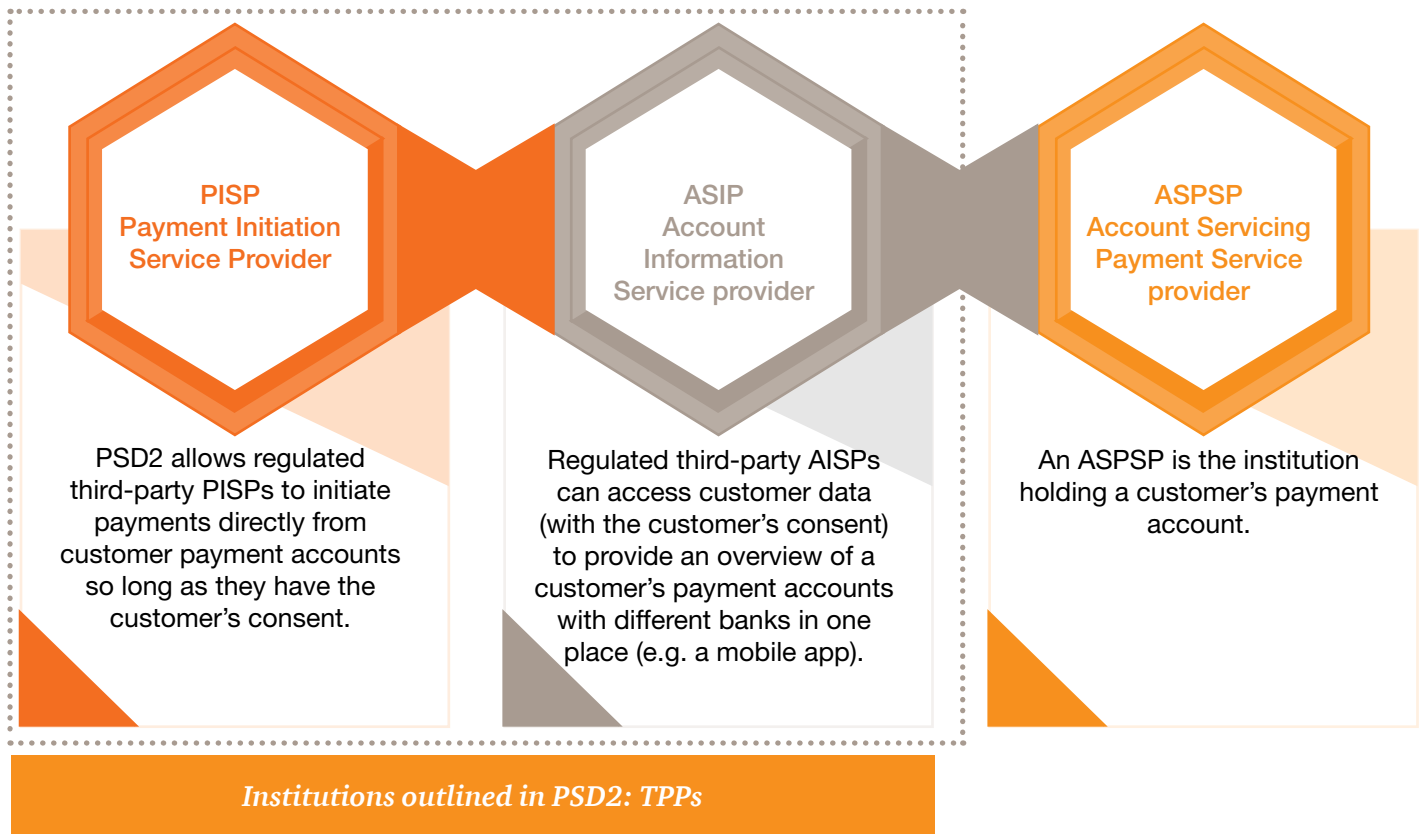 PISP
Payment Initiation
Service Provider
ASIP
Account
Information
Service provider
ASPSP
Account Servicing
Payment Service
provider
PSD2 allows regulated
third-party PISPs to initiate
payments directly from
customer payment accounts
so long as they have the
customer’s consent.
Regulated third-party AISPs
can access customer data
(with the customer’s consent)
to provide an overview of a
customer’s payment accounts
with different banks in one
place (e.g. a mobile app).
An ASPSP is the institution
holding a customer’s payment
account.
Institutions outlined in PSD2: TPPs